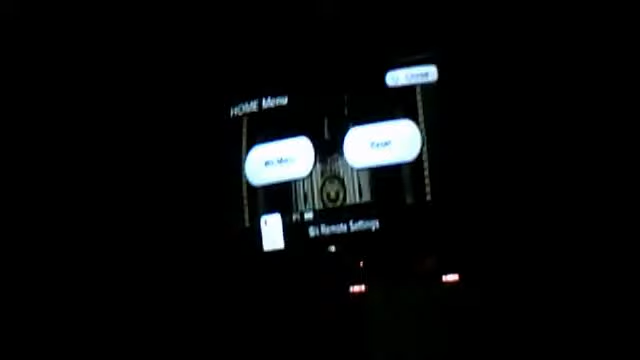 HOME Menu
Close
Wii Menu
Reset
Wii Remote Settings